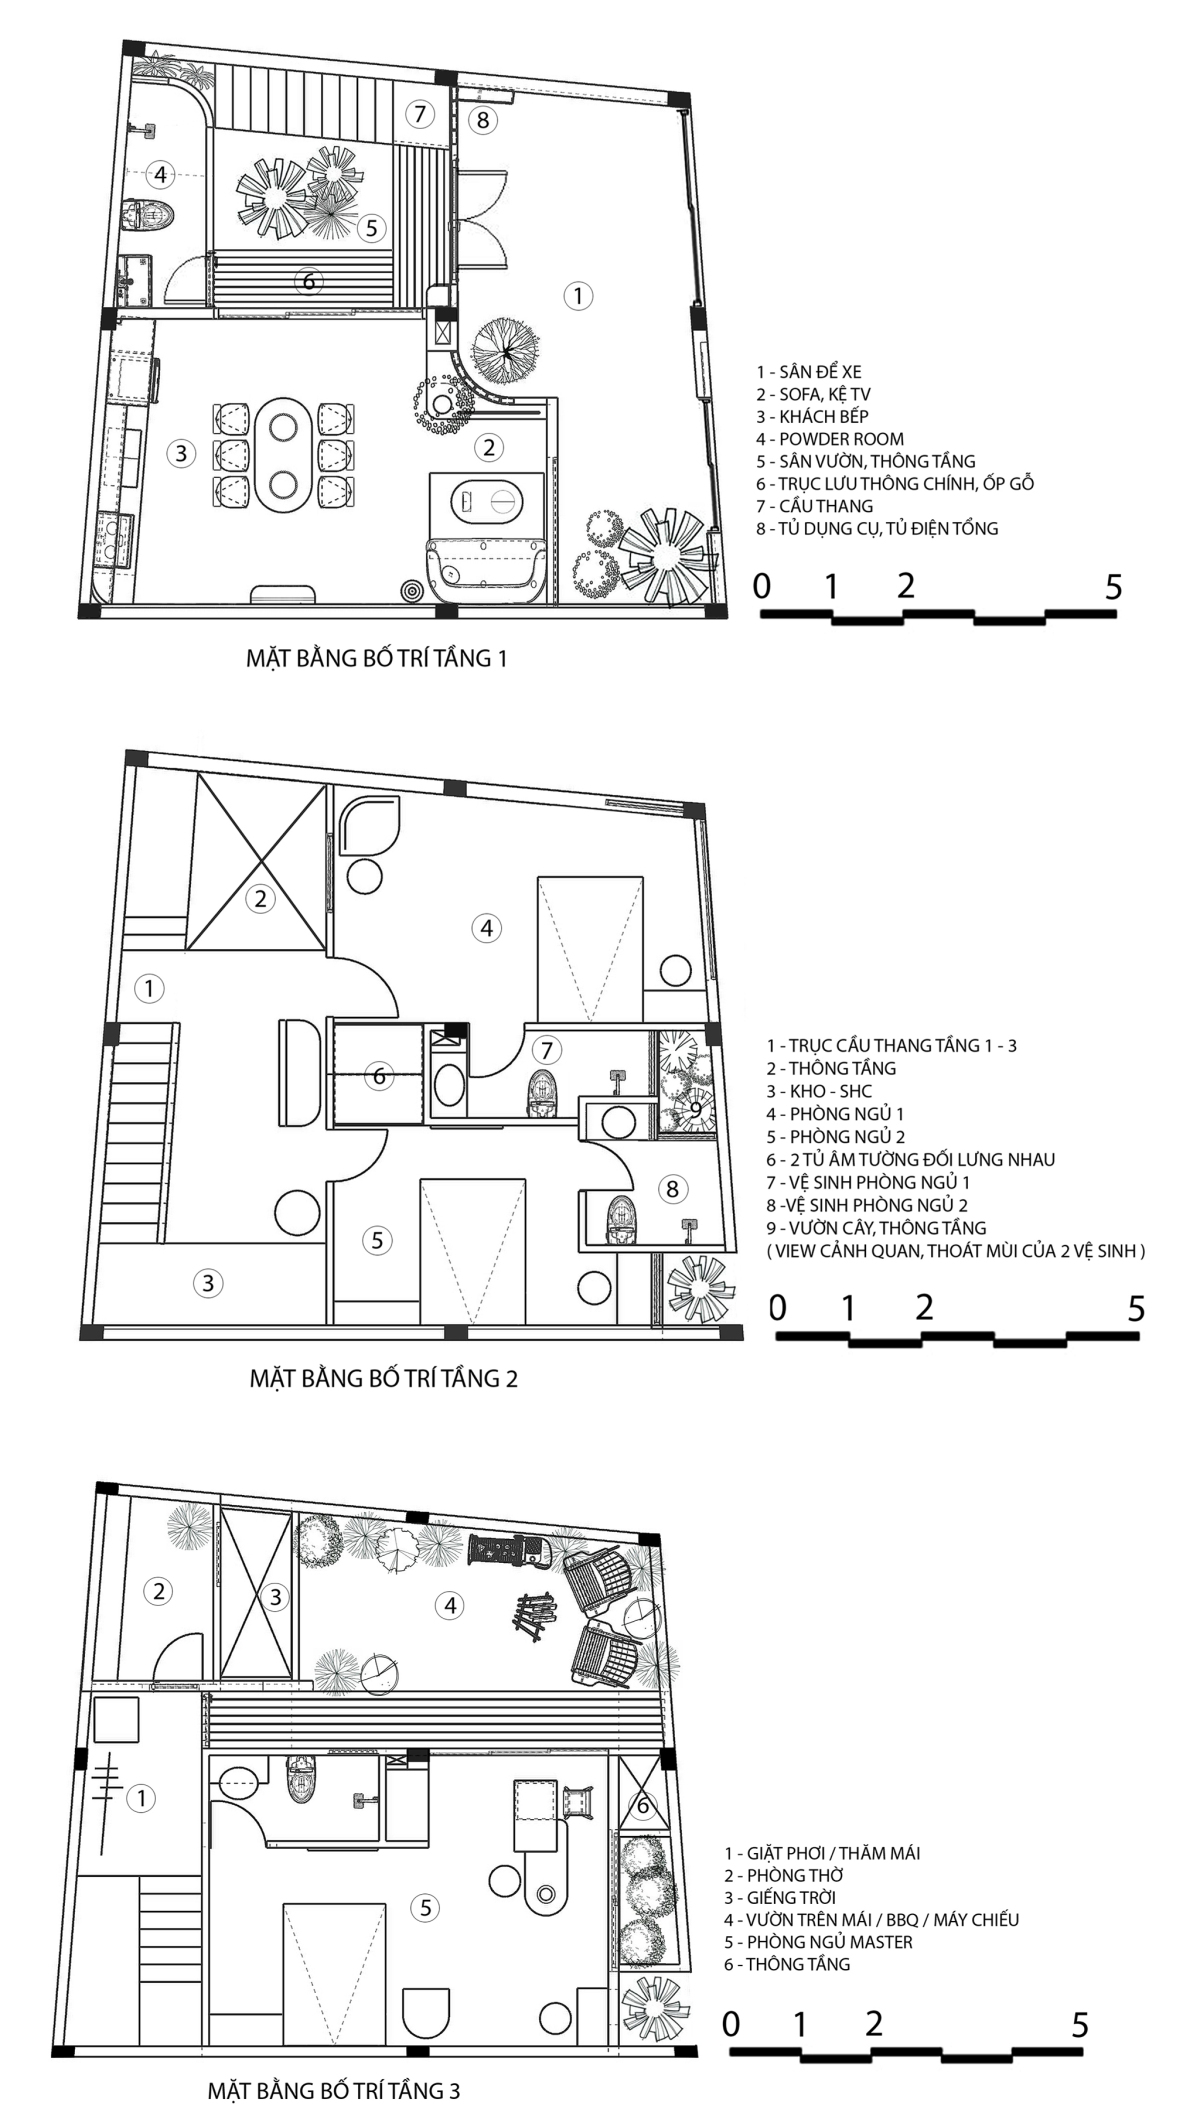 7
8
4
5
6
1
3
2
1 - SÂN ĐỂ XE
2 - SOFA, KỆ TV
3 - KHÁCH BẾP
4 - POWDER ROOM
5 - SÂN VƯỜN, THÔNG TẦNG
6 - TRỤC LƯU THÔNG CHÍNH, ỐP GỖ
7 - CẦU THANG
8 - TỦ DỤNG CỤ, TỦ ĐIỆN TỔNG
0 1 2 5
MẶT BẰNG BỐ TRÍ TẦNG 1
2
4
1
7
6
9
8
5
3
1 - TRỤC CẦU THANG TẦNG 1 - 3
2 - THÔNG TẦNG
3 - KHO - SHC
4 - PHÒNG NGỦ 1
5 - PHÒNG NGỦ 2
6 - 2 TỦ ÂM TƯỜNG ĐỐI LƯNG NHAU
7 - VỆ SINH PHÒNG NGỦ 1
8 -VỆ SINH PHÒNG NGỦ 2
9 - VƯỜN CÂY, THÔNG TẦNG
( VIEW CẢNH QUAN, THOÁT MÙI CỦA 2 VỆ SINH )
0 1 2 5
MẶT BẰNG BỐ TRÍ TẦNG 2
2
3
4
1
6
5
1 - GIẶT PHƠI / THĂM MÁI
2 - PHÒNG THỜ
3 - GIẾNG TRỜI
4 - VƯỜN TRÊN MÁI / BBQ / MÁY CHIẾU
5 - PHÒNG NGỦ MASTER
6 - THÔNG TẦNG
0 1 2 5
MẶT BẰNG BỐ TRÍ TẦNG 3